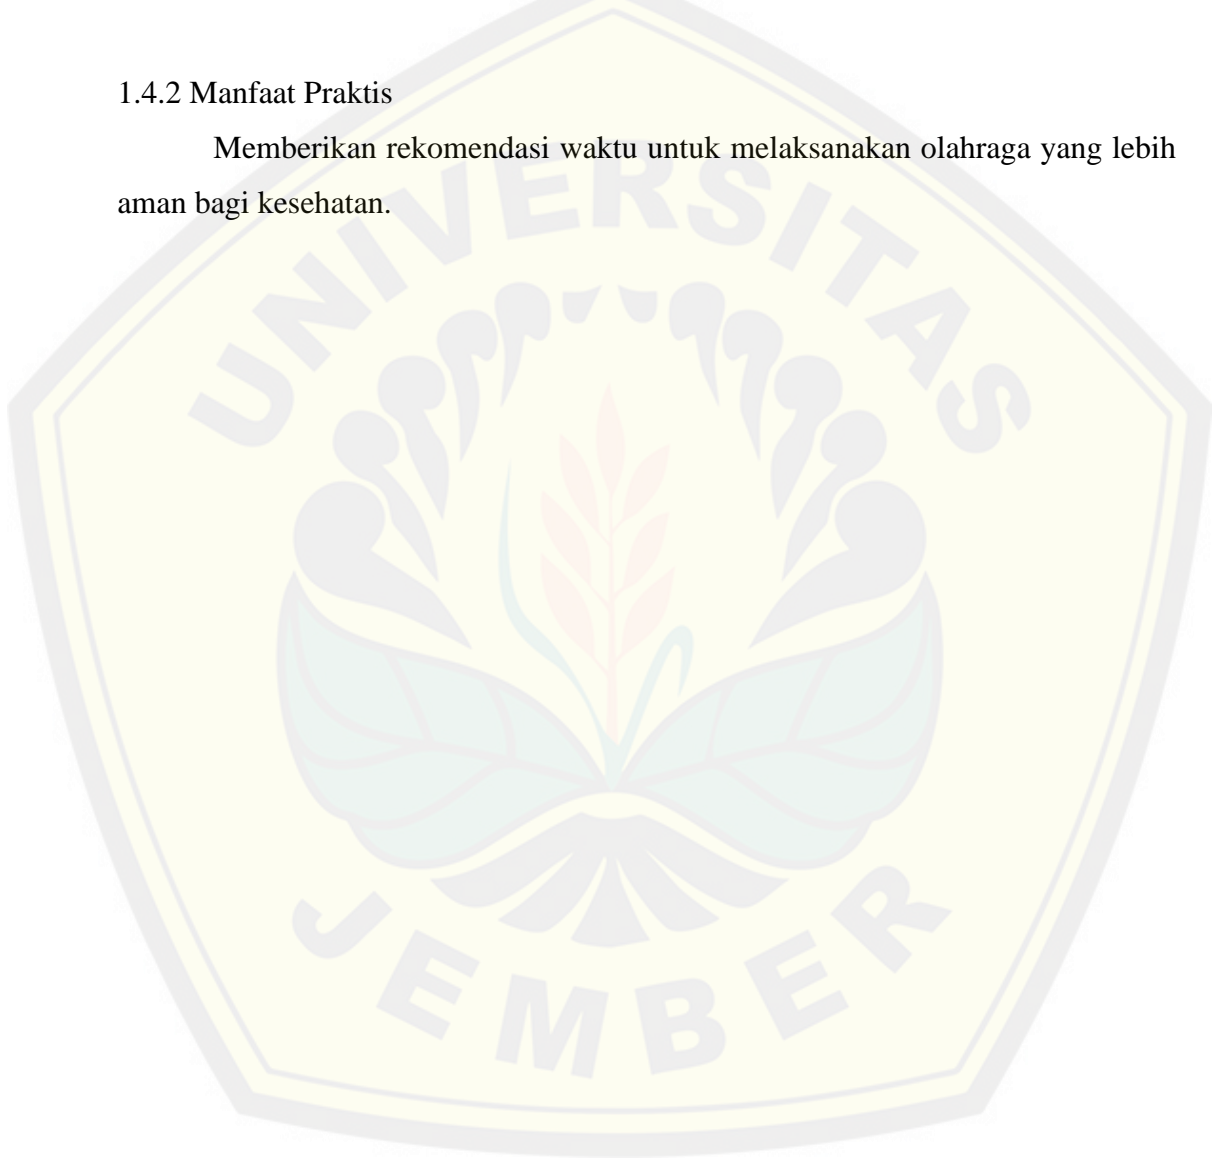 1.4.2 Manfaat Praktis
Memberikan rekomendasi waktu untuk melaksanakan olahraga yang lebih
aman bagi kesehatan.
UNIVERSITAS
JEMBER